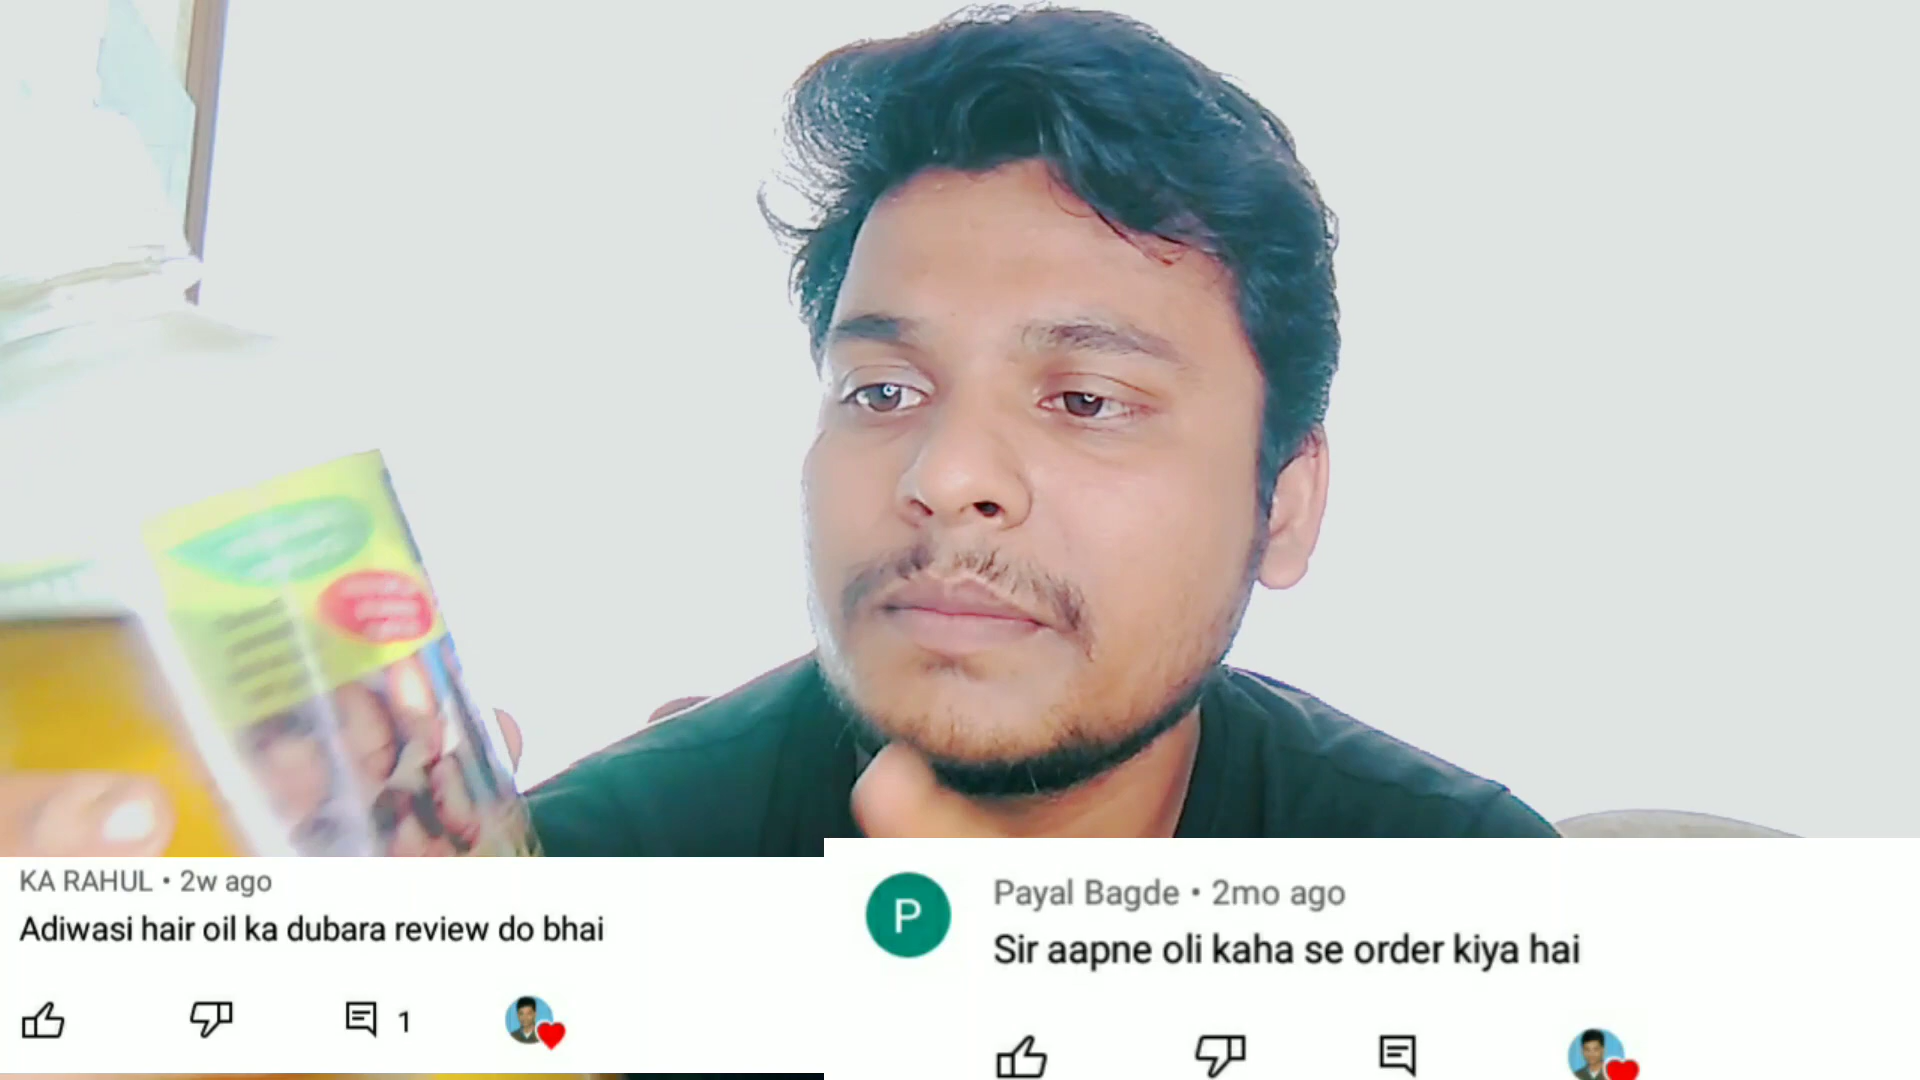 KA RAHUL • 2w ago
Adiwasi hair oil ka dubara review do bhai
1
P
Payal Bagde • 2mo ago
Sir aapne oli kaha se order kiya hai